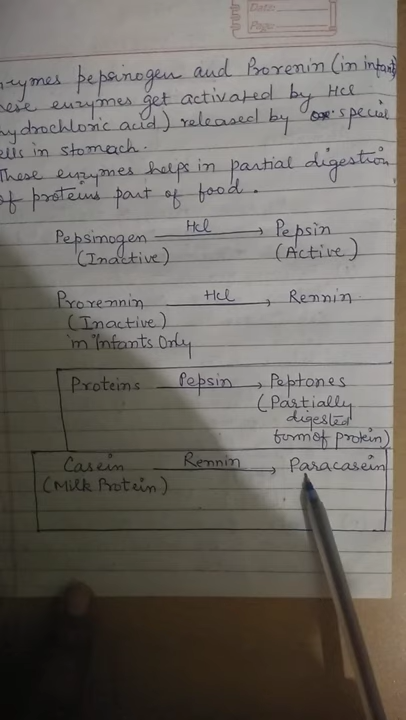 Date:
Page:
zymes pepsinogen and Prorenin (in infant)
hese enzymes get activated by Hcl
hydrochloric acid) released by special
ells in stomach.
These enzymes helps in partial digestion
of proteins part of food.
Hcl
Pepsinogen → Pepsin
(Inactive) (Active)
Hcl
Prorennin → Rennin
(Inactive)
in Infants Only
Proteins Pepsin → Peptones
(Partially
digested
form of protein)
Casein Rennin → Paracasein
(Milk Protein)